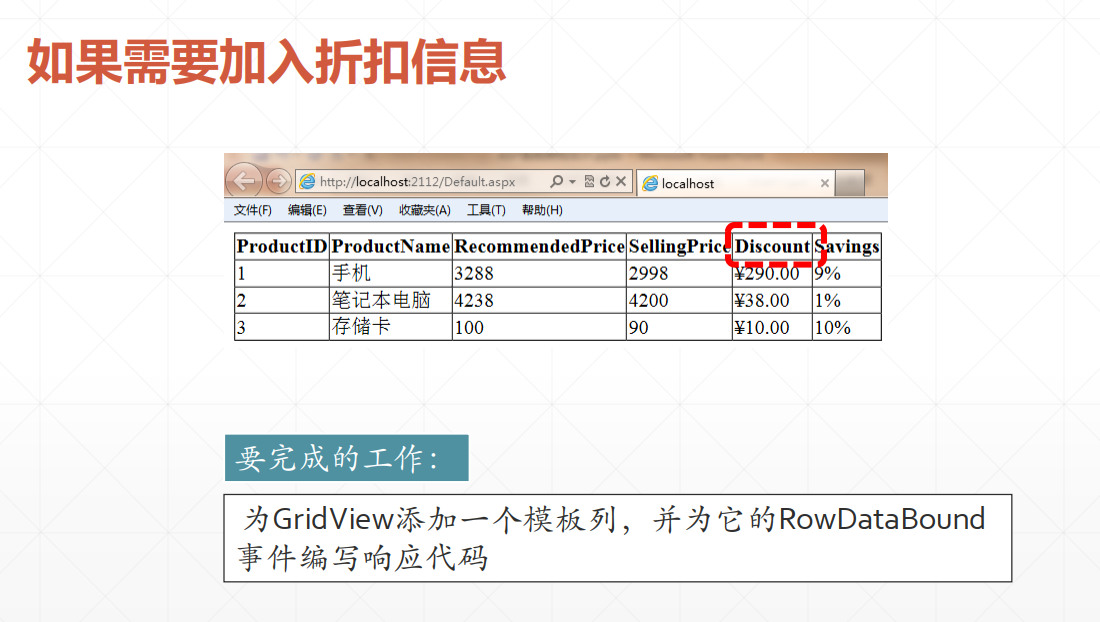 如果需要加入折扣信息
http://localhost:2112/Default.aspx
localhost
文件(F) 编辑(E) 查看(V) 收藏夹(A) 工具(T) 帮助(H)
ProductID ProductName RecommendedPrice SellingPrice Discount Savings
1 手机 3288 2998 ¥290.00 9%
2 笔记本电脑 4238 4200 ¥38.00 1%
3 存储卡 100 90 ¥10.00 10%
要完成的工作：
为GridView添加一个模板列，并为它的RowDataBound
事件编写响应代码